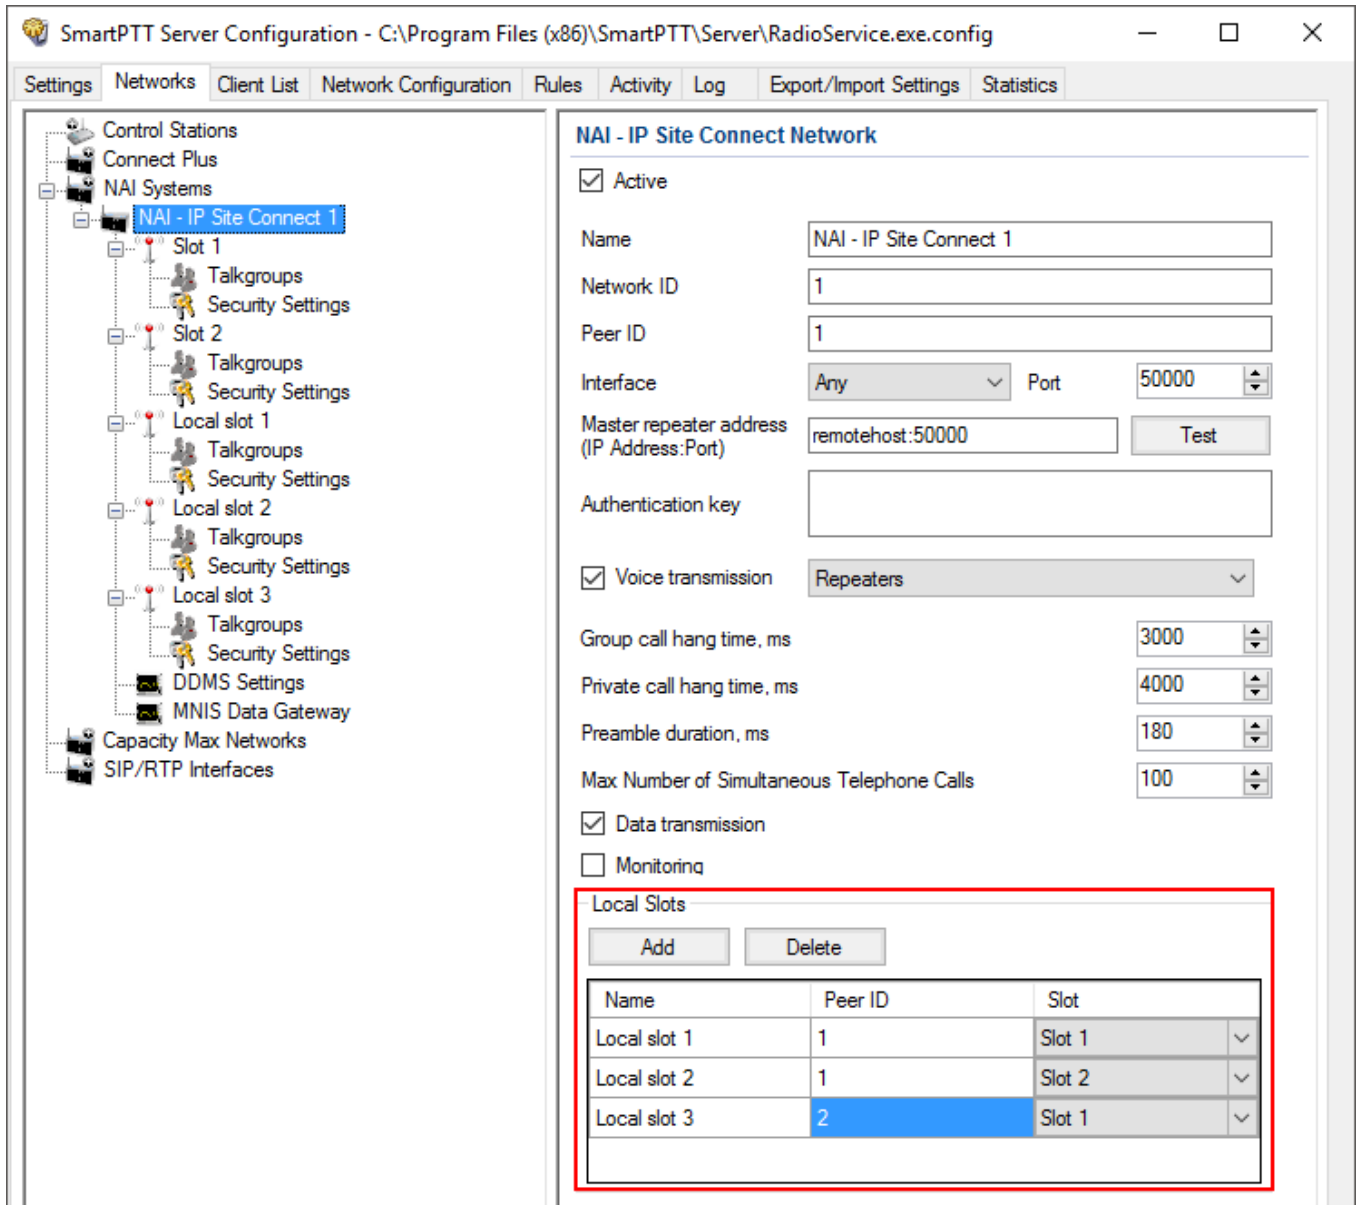 SmartPTT Server Configuration - C:\Program Files (x86)\SmartPTT\Server\RadioService.exe.config
Settings Networks Client List Network Configuration Rules Activity Log Export/Import Settings Statistics
Control Stations
Connect Plus
NAI Systems
NAI - IP Site Connect 1
Slot 1
Talkgroups
Security Settings
Slot 2
Talkgroups
Security Settings
Local slot 1
Talkgroups
Security Settings
Local slot 2
Talkgroups
Security Settings
Local slot 3
Talkgroups
Security Settings
DDMS Settings
MNIS Data Gateway
Capacity Max Networks
SIP/RTP Interfaces
NAI - IP Site Connect Network
Active
Name NAI - IP Site Connect 1
Network ID 1
Peer ID 1
Interface Any Port 50000
Master repeater address
(IP Address:Port) remotehost:50000 Test
Authentication key
Voice transmission Repeaters
Group call hang time, ms 3000
Private call hang time, ms 4000
Preamble duration, ms 180
Max Number of Simultaneous Telephone Calls 100
Data transmission
Monitoring
Local Slots
Add Delete
Name Peer ID Slot
Local slot 1 1 Slot 1
Local slot 2 1 Slot 2
Local slot 3 2 Slot 1